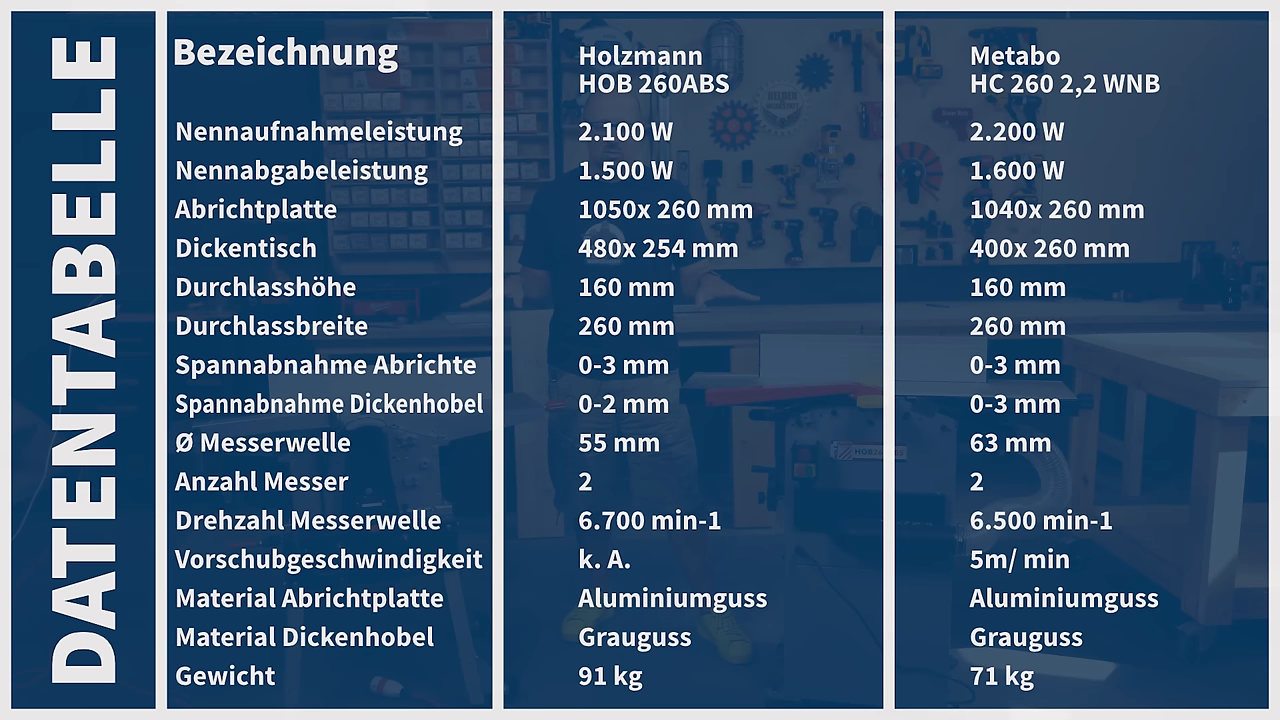 DATENTABELLE
Bezeichnung
Holzmann
HOB 260ABS
Metabo
HC 260 2,2 WNB
Nennaufnahmeleistung 2.100 W 2.200 W
Nennabgabeleistung 1.500 W 1.600 W
Abrichtplatte 1050x 260 mm 1040x 260 mm
Dickentisch 480x 254 mm 400x 260 mm
Durchlasshöhe 160 mm 160 mm
Durchlassbreite 260 mm 260 mm
Spannabnahme Abrichte 0-3 mm 0-3 mm
Spannabnahme Dickenhobel 0-2 mm 0-3 mm
Ø Messerwelle 55 mm 63 mm
Anzahl Messer 2 2
Drehzahl Messerwelle 6.700 min-1 6.500 min-1
Vorschubgeschwindigkeit k. A. 5m/ min
Material Abrichtplatte Aluminiumguss Aluminiumguss
Material Dickenhobel Grauguss Grauguss
Gewicht 91 kg 71 kg